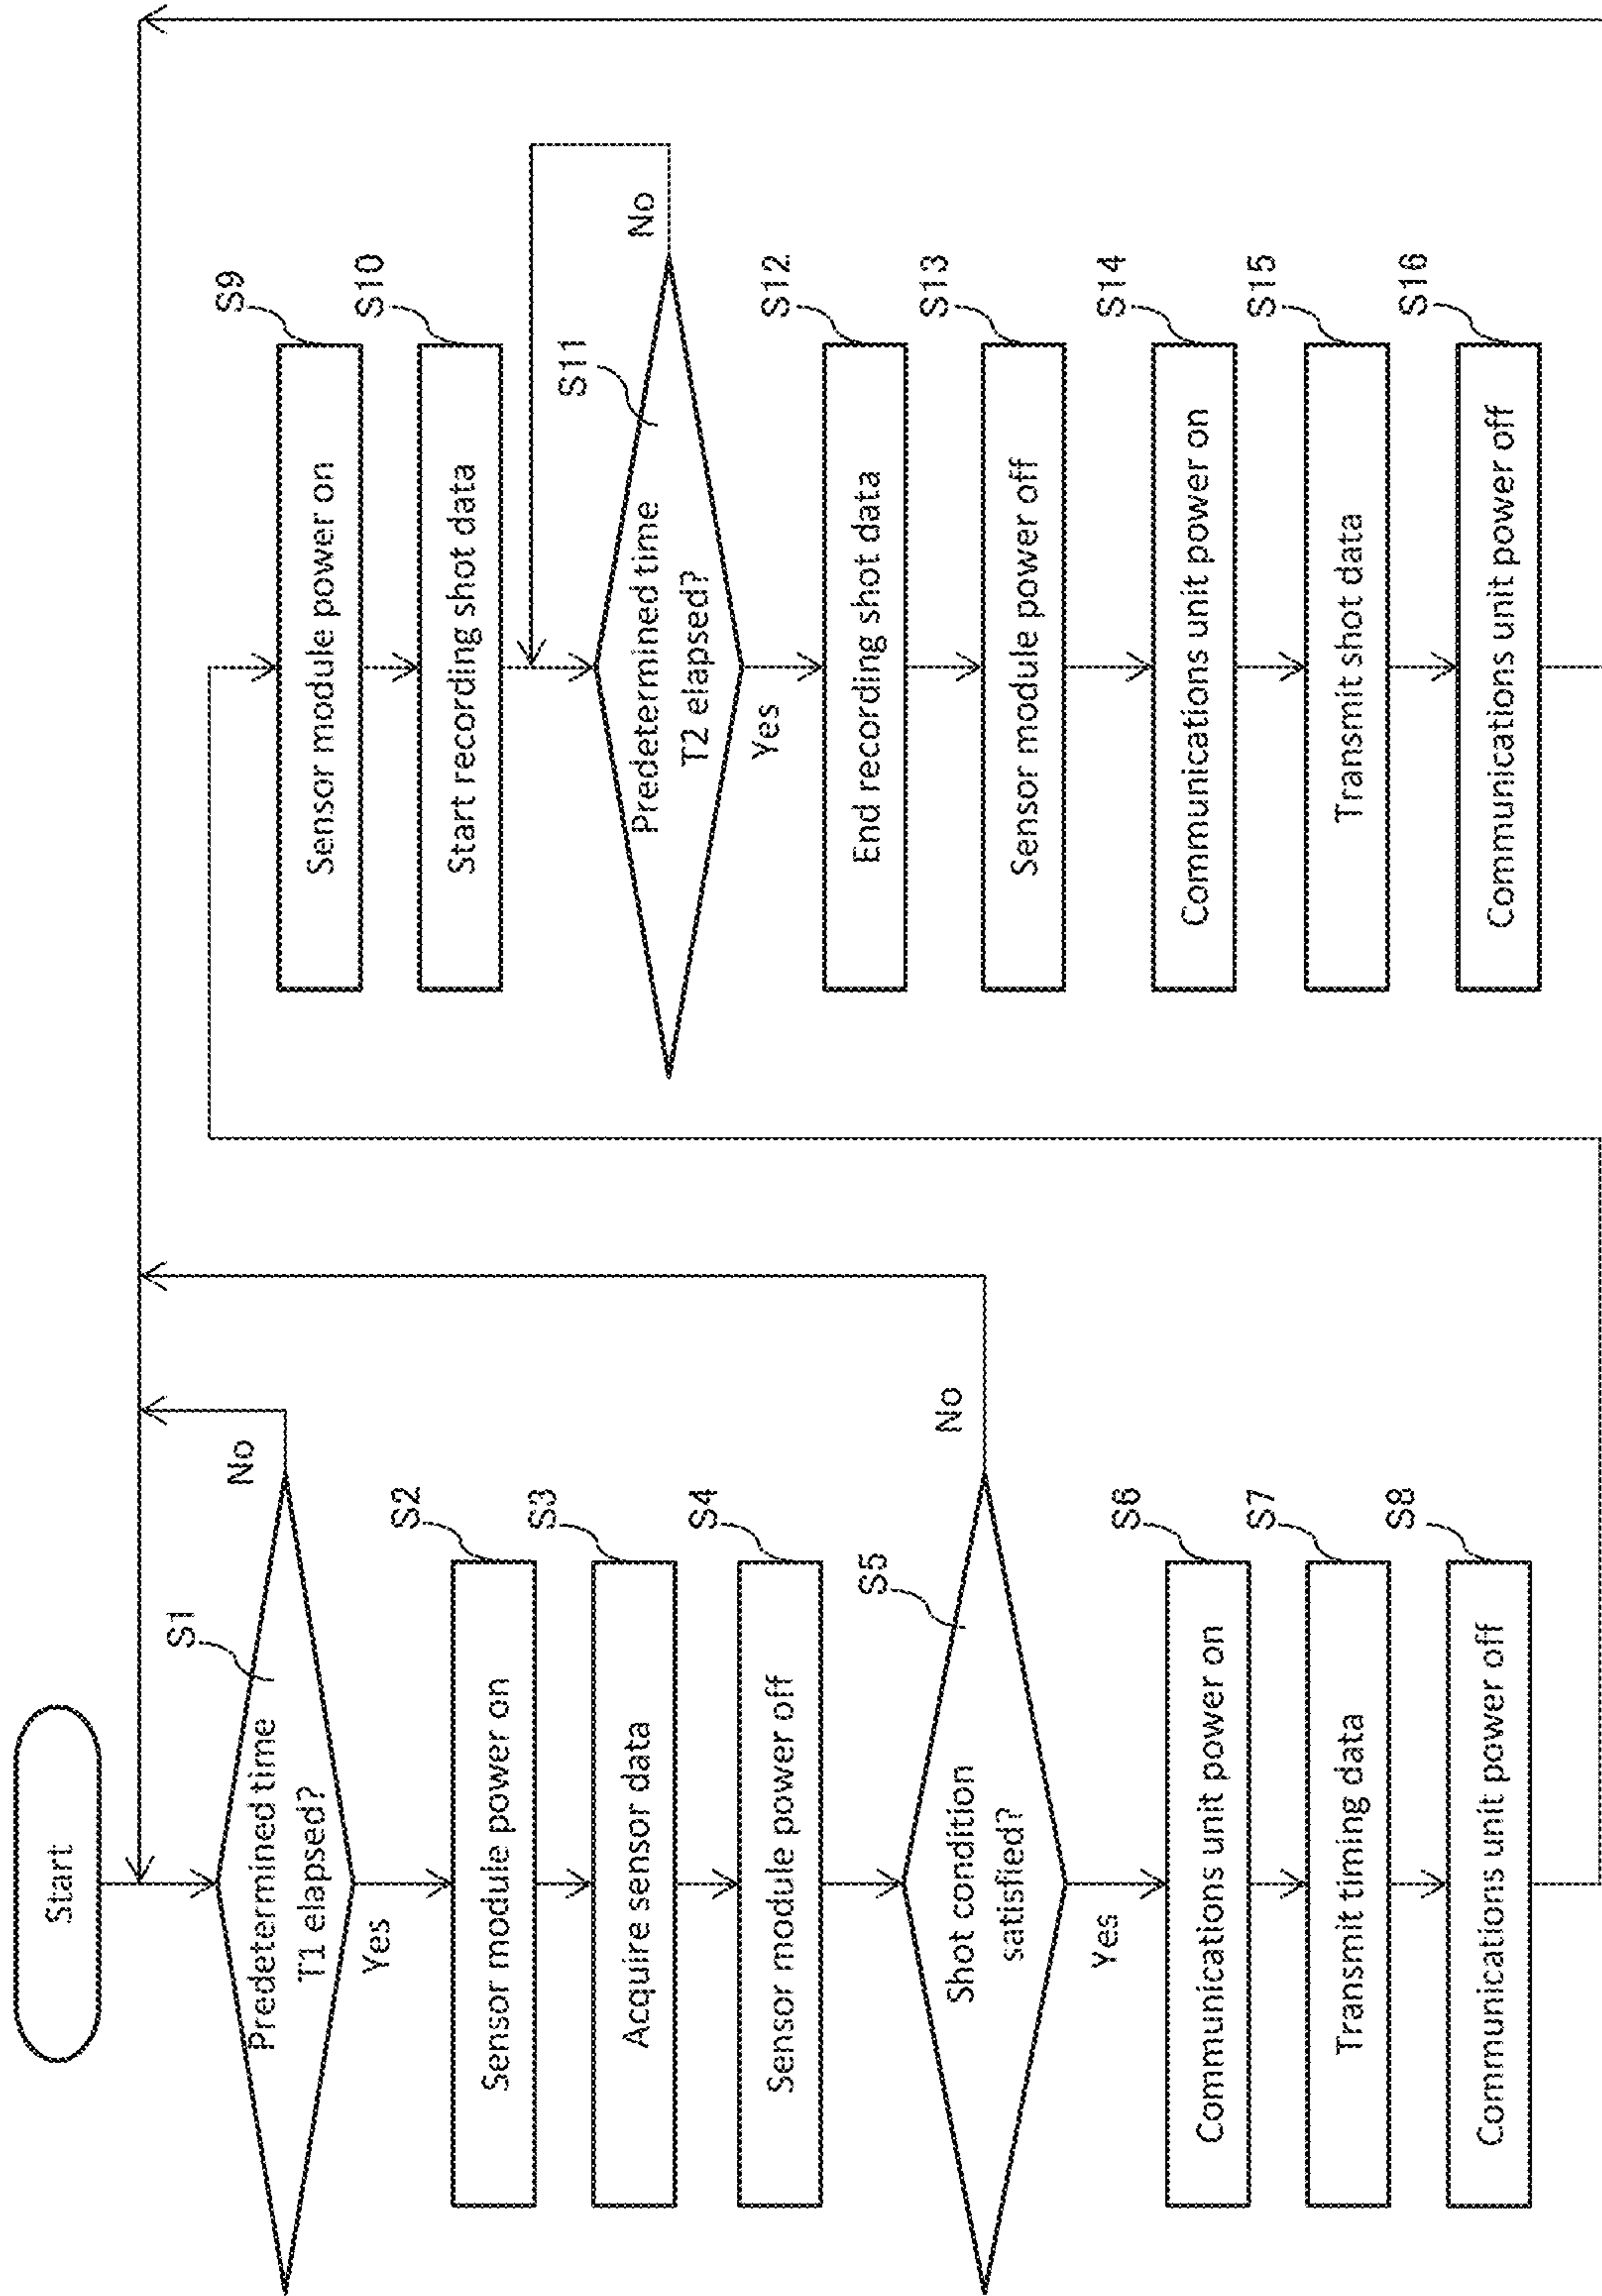 Start
S1
Predetermined time
T1 elapsed?
No
Yes
S2
Sensor module power on
S3
Acquire sensor data
S4
Sensor module power off
S5
Shot condition
satisfied?
No
Yes
S6
Communications unit power on
S7
Transmit timing data
S8
Communications unit power off
S9
Sensor module power on
S10
Start recording shot data
S11
Predetermined time
T2 elapsed?
No
Yes
S12
End recording shot data
S13
Sensor module power off
S14
Communications unit power on
S15
Transmit shot data
S16
Communications unit power off